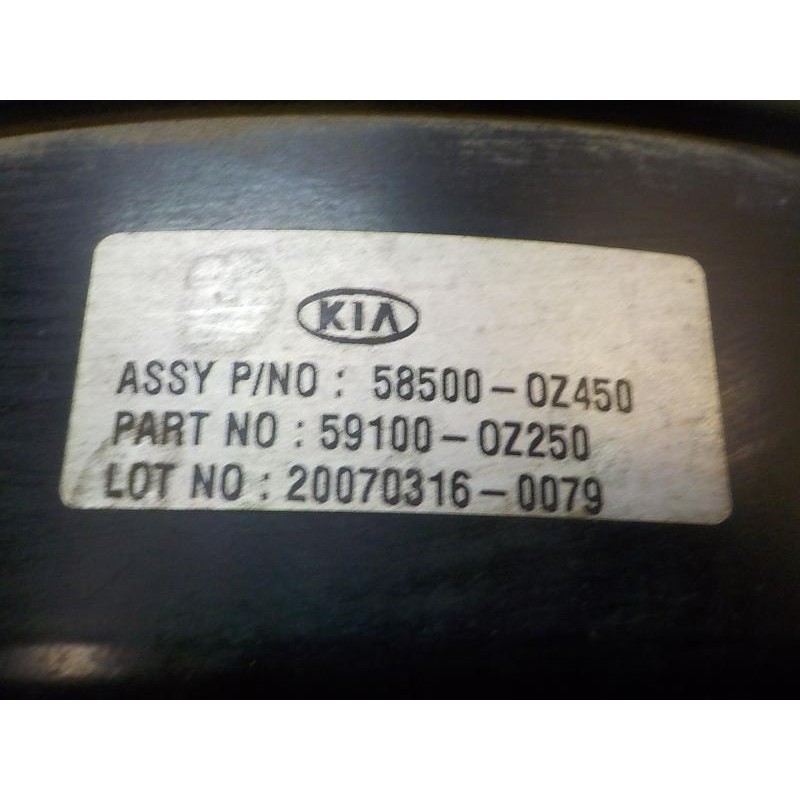 KIA
ASSY P/NO : 58500-0Z450
PART NO : 59100-0Z250
LOT NO : 20070316-0079